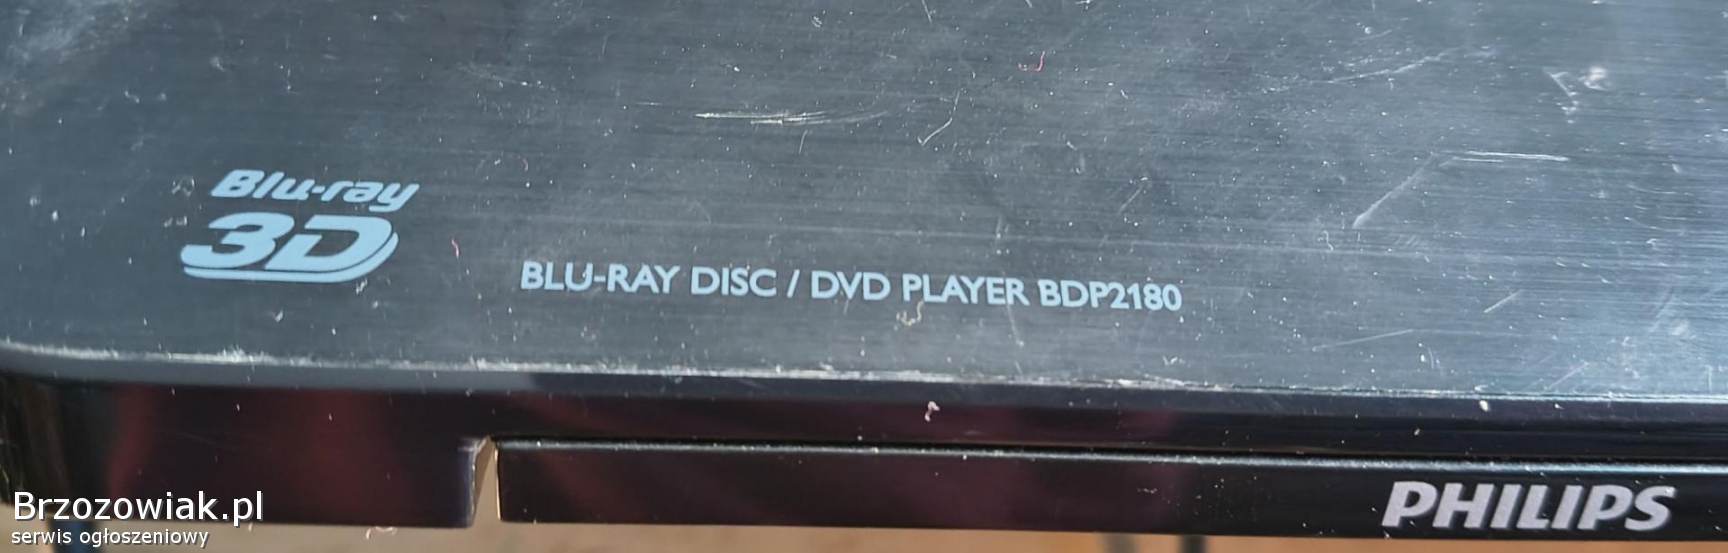 Blu-ray
3D
BLU-RAY DISC / DVD PLAYER BDP2180
PHILIPS
Brzozowiak.pl
serwis ogłoszeniowy